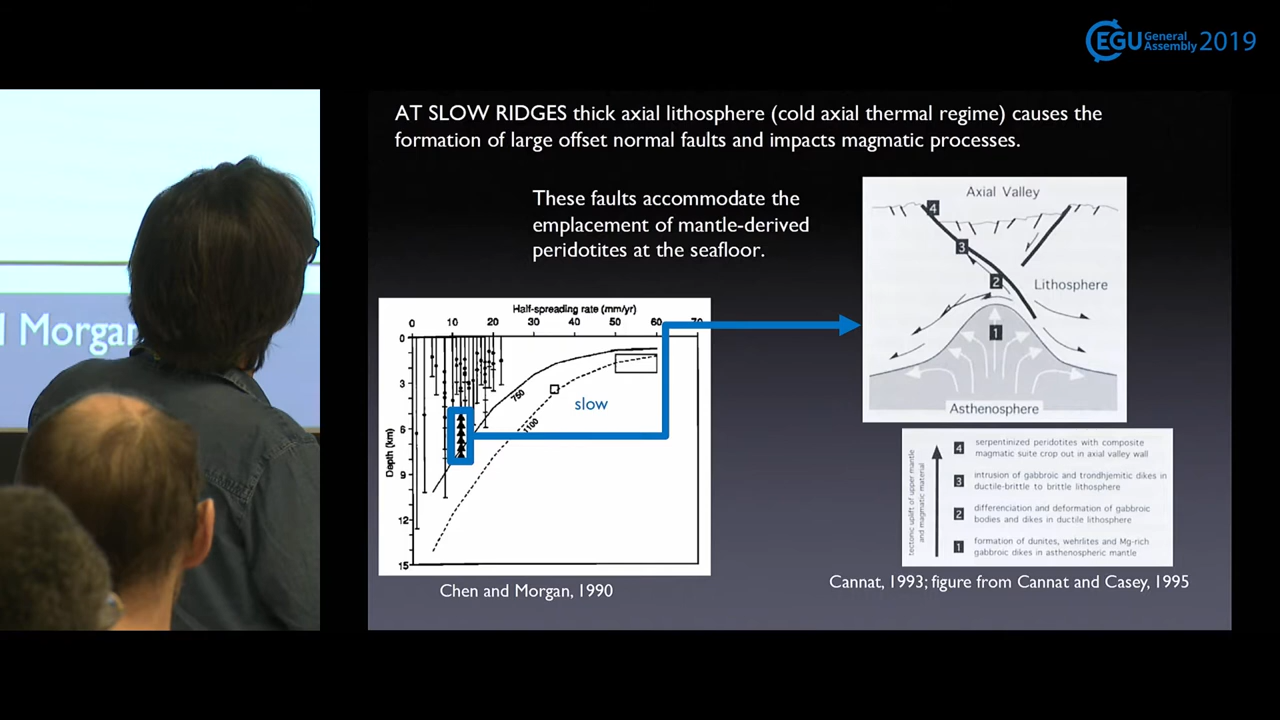 EGU General Assembly 2019
AT SLOW RIDGES thick axial lithosphere (cold axial thermal regime) causes the
formation of large offset normal faults and impacts magmatic processes.
These faults accommodate the
emplacement of mantle-derived
peridotites at the seafloor.
Axial Valley
4
3
2
Lithosphere
1
Asthenosphere
Half-spreading rate (mm/yr)
0 10 20 30 40 50 60 70
0
3
6
9
12
15
Depth (km)
750
1100
slow
tectonic uplift of upper mantle
and magmatic material
4 serpentinized peridotites with composite
magmatic suite crop out in axial valley wall
3 intrusion of gabbroic and trondhjemitic dikes in
ductile-brittle to brittle lithosphere
2 differenciation and deformation of gabbroic
bodies and dikes in ductile lithosphere
1 formation of dunites, wehrlites and Mg-rich
gabbroic dikes in asthenospheric mantle
Chen and Morgan, 1990
Cannat, 1993; figure from Cannat and Casey, 1995